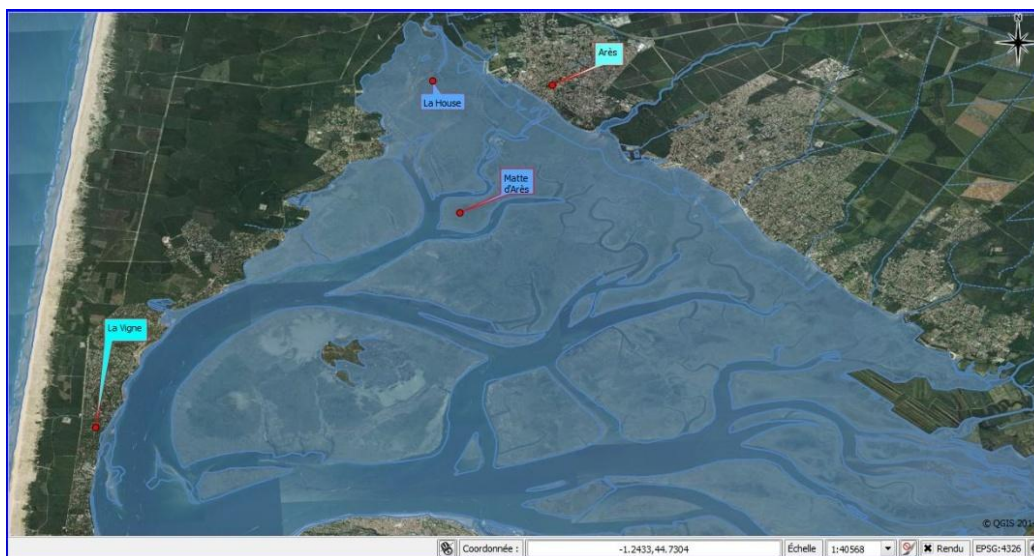 Arès
La House
Matte
d'Arès
La Vigne
© QGIS 2014
Coordonnée :
-1.2433,44.7304
Échelle
1:40568
Rendu
EPSG:4326